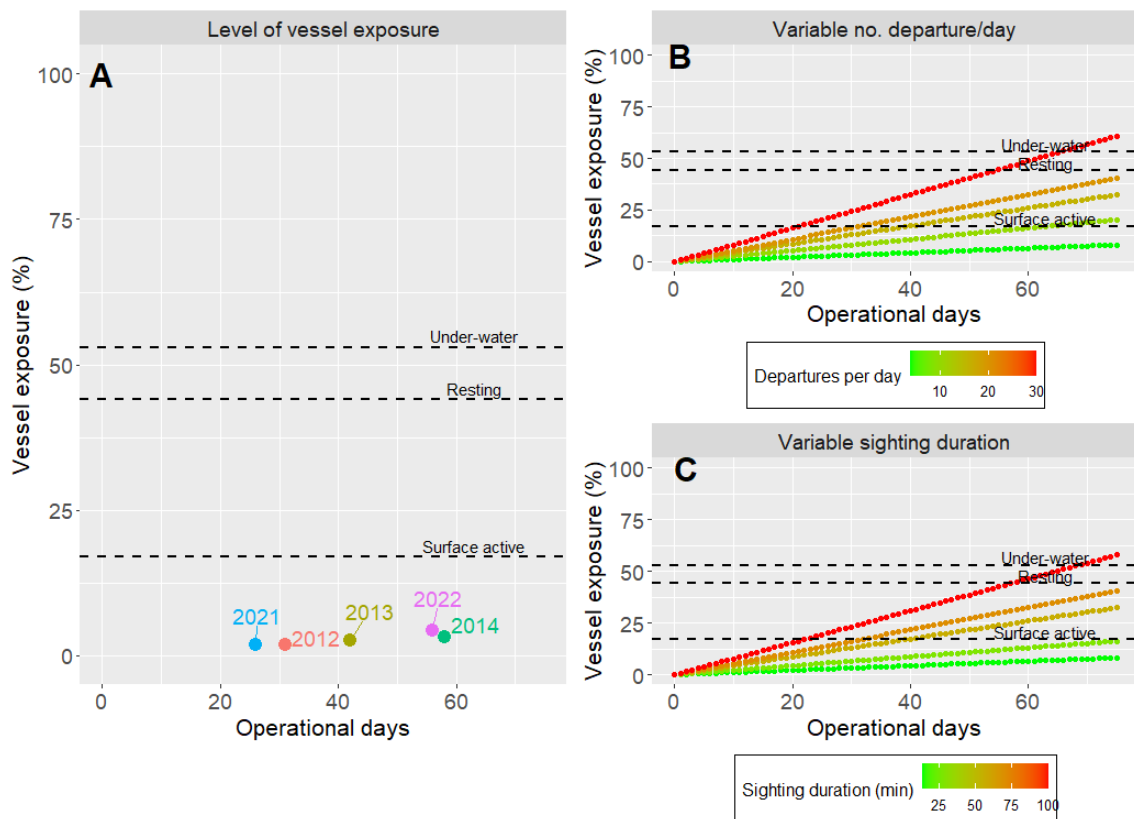 Level of vessel exposure
A
Vessel exposure (%)
100
75
50
25
0
Under-water
Resting
Surface active
2021
2012
2013
2022
2014
0
20
40
60
Operational days
Variable no. departure/day
B
Vessel exposure (%)
100
75
50
25
0
Under-water
Resting
Surface active
0
20
40
60
Operational days
Departures per day
10
20
30
Variable sighting duration
C
Vessel exposure (%)
100
75
50
25
0
Under-water
Resting
Surface active
0
20
40
60
Operational days
Sighting duration (min)
25
50
75
100